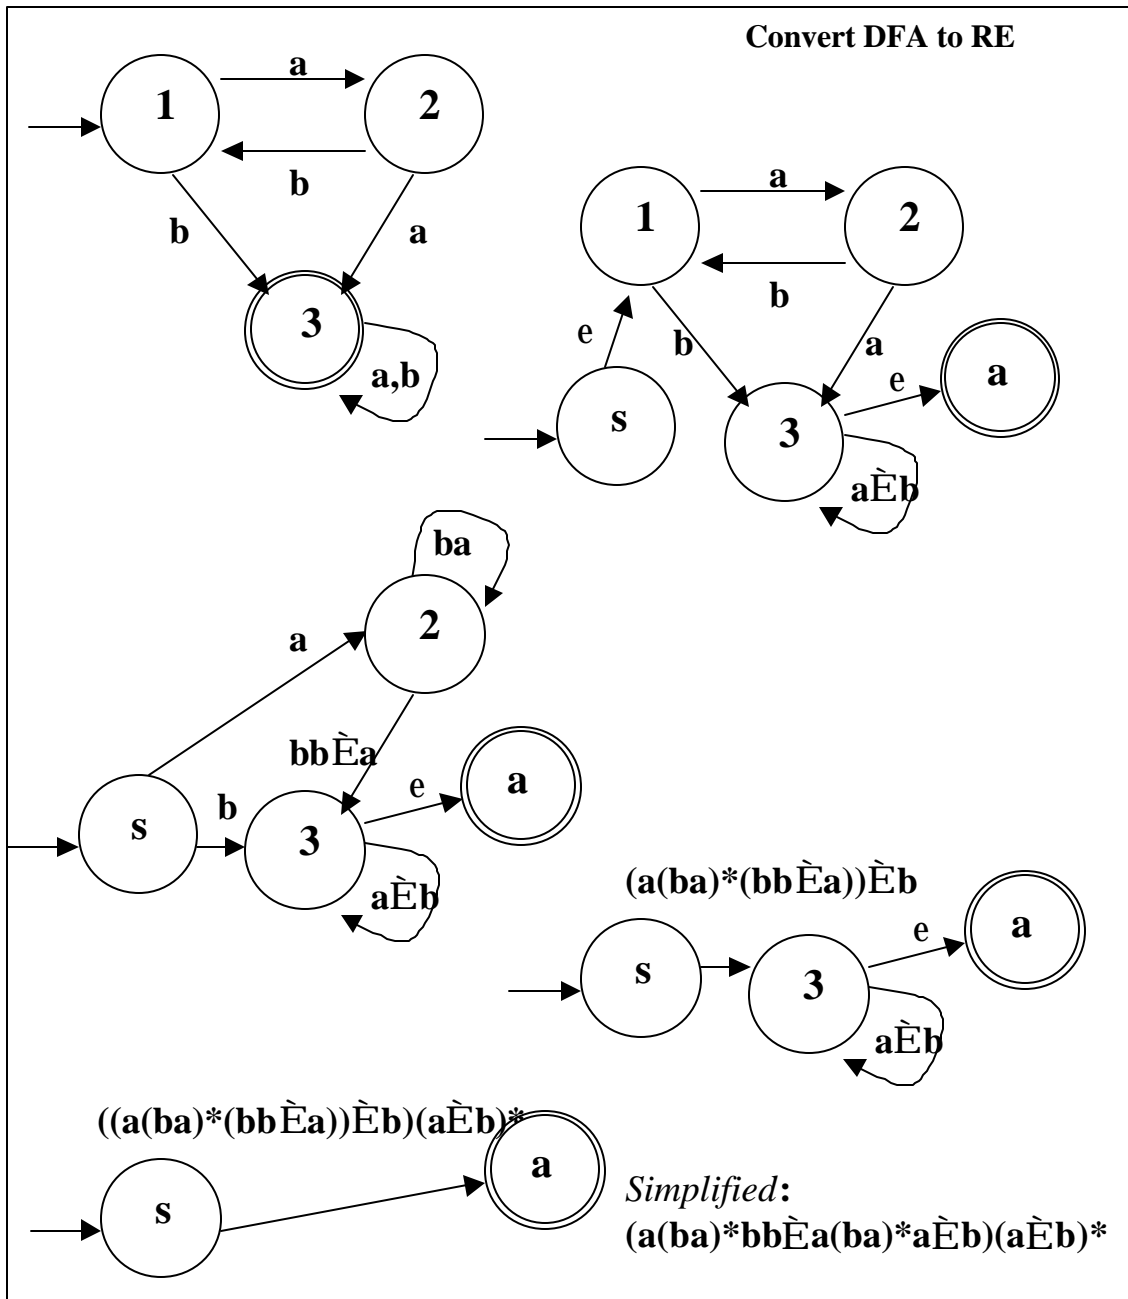 Convert DFA to RE
a
1
2
b
b
a
3
a,b
a
1
2
b
e
b
a
e
a
s
3
aÈb
ba
2
a
bbÈa
e
a
b
s
3
aÈb
(a(ba)*(bbÈa))Èb
e
a
s
3
aÈb
((a(ba)*(bbÈa))Èb)(aÈb)*
a
s
Simplified:
(a(ba)*bbÈa(ba)*aÈb)(aÈb)*